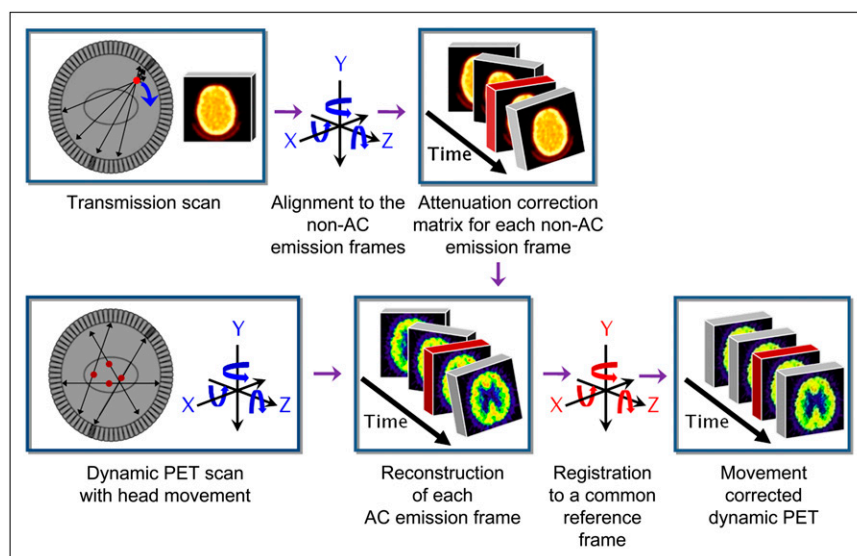 Y
X
Z
Time
Transmission scan
Alignment to the
non-AC
emission frames
Attenuation correction
matrix for each non-AC
emission frame
Y
X
Z
Time
Y
X
Z
Time
Dynamic PET scan
with head movement
Reconstruction
of each
AC emission frame
Registration
to a common
reference
frame
Movement
corrected
dynamic PET